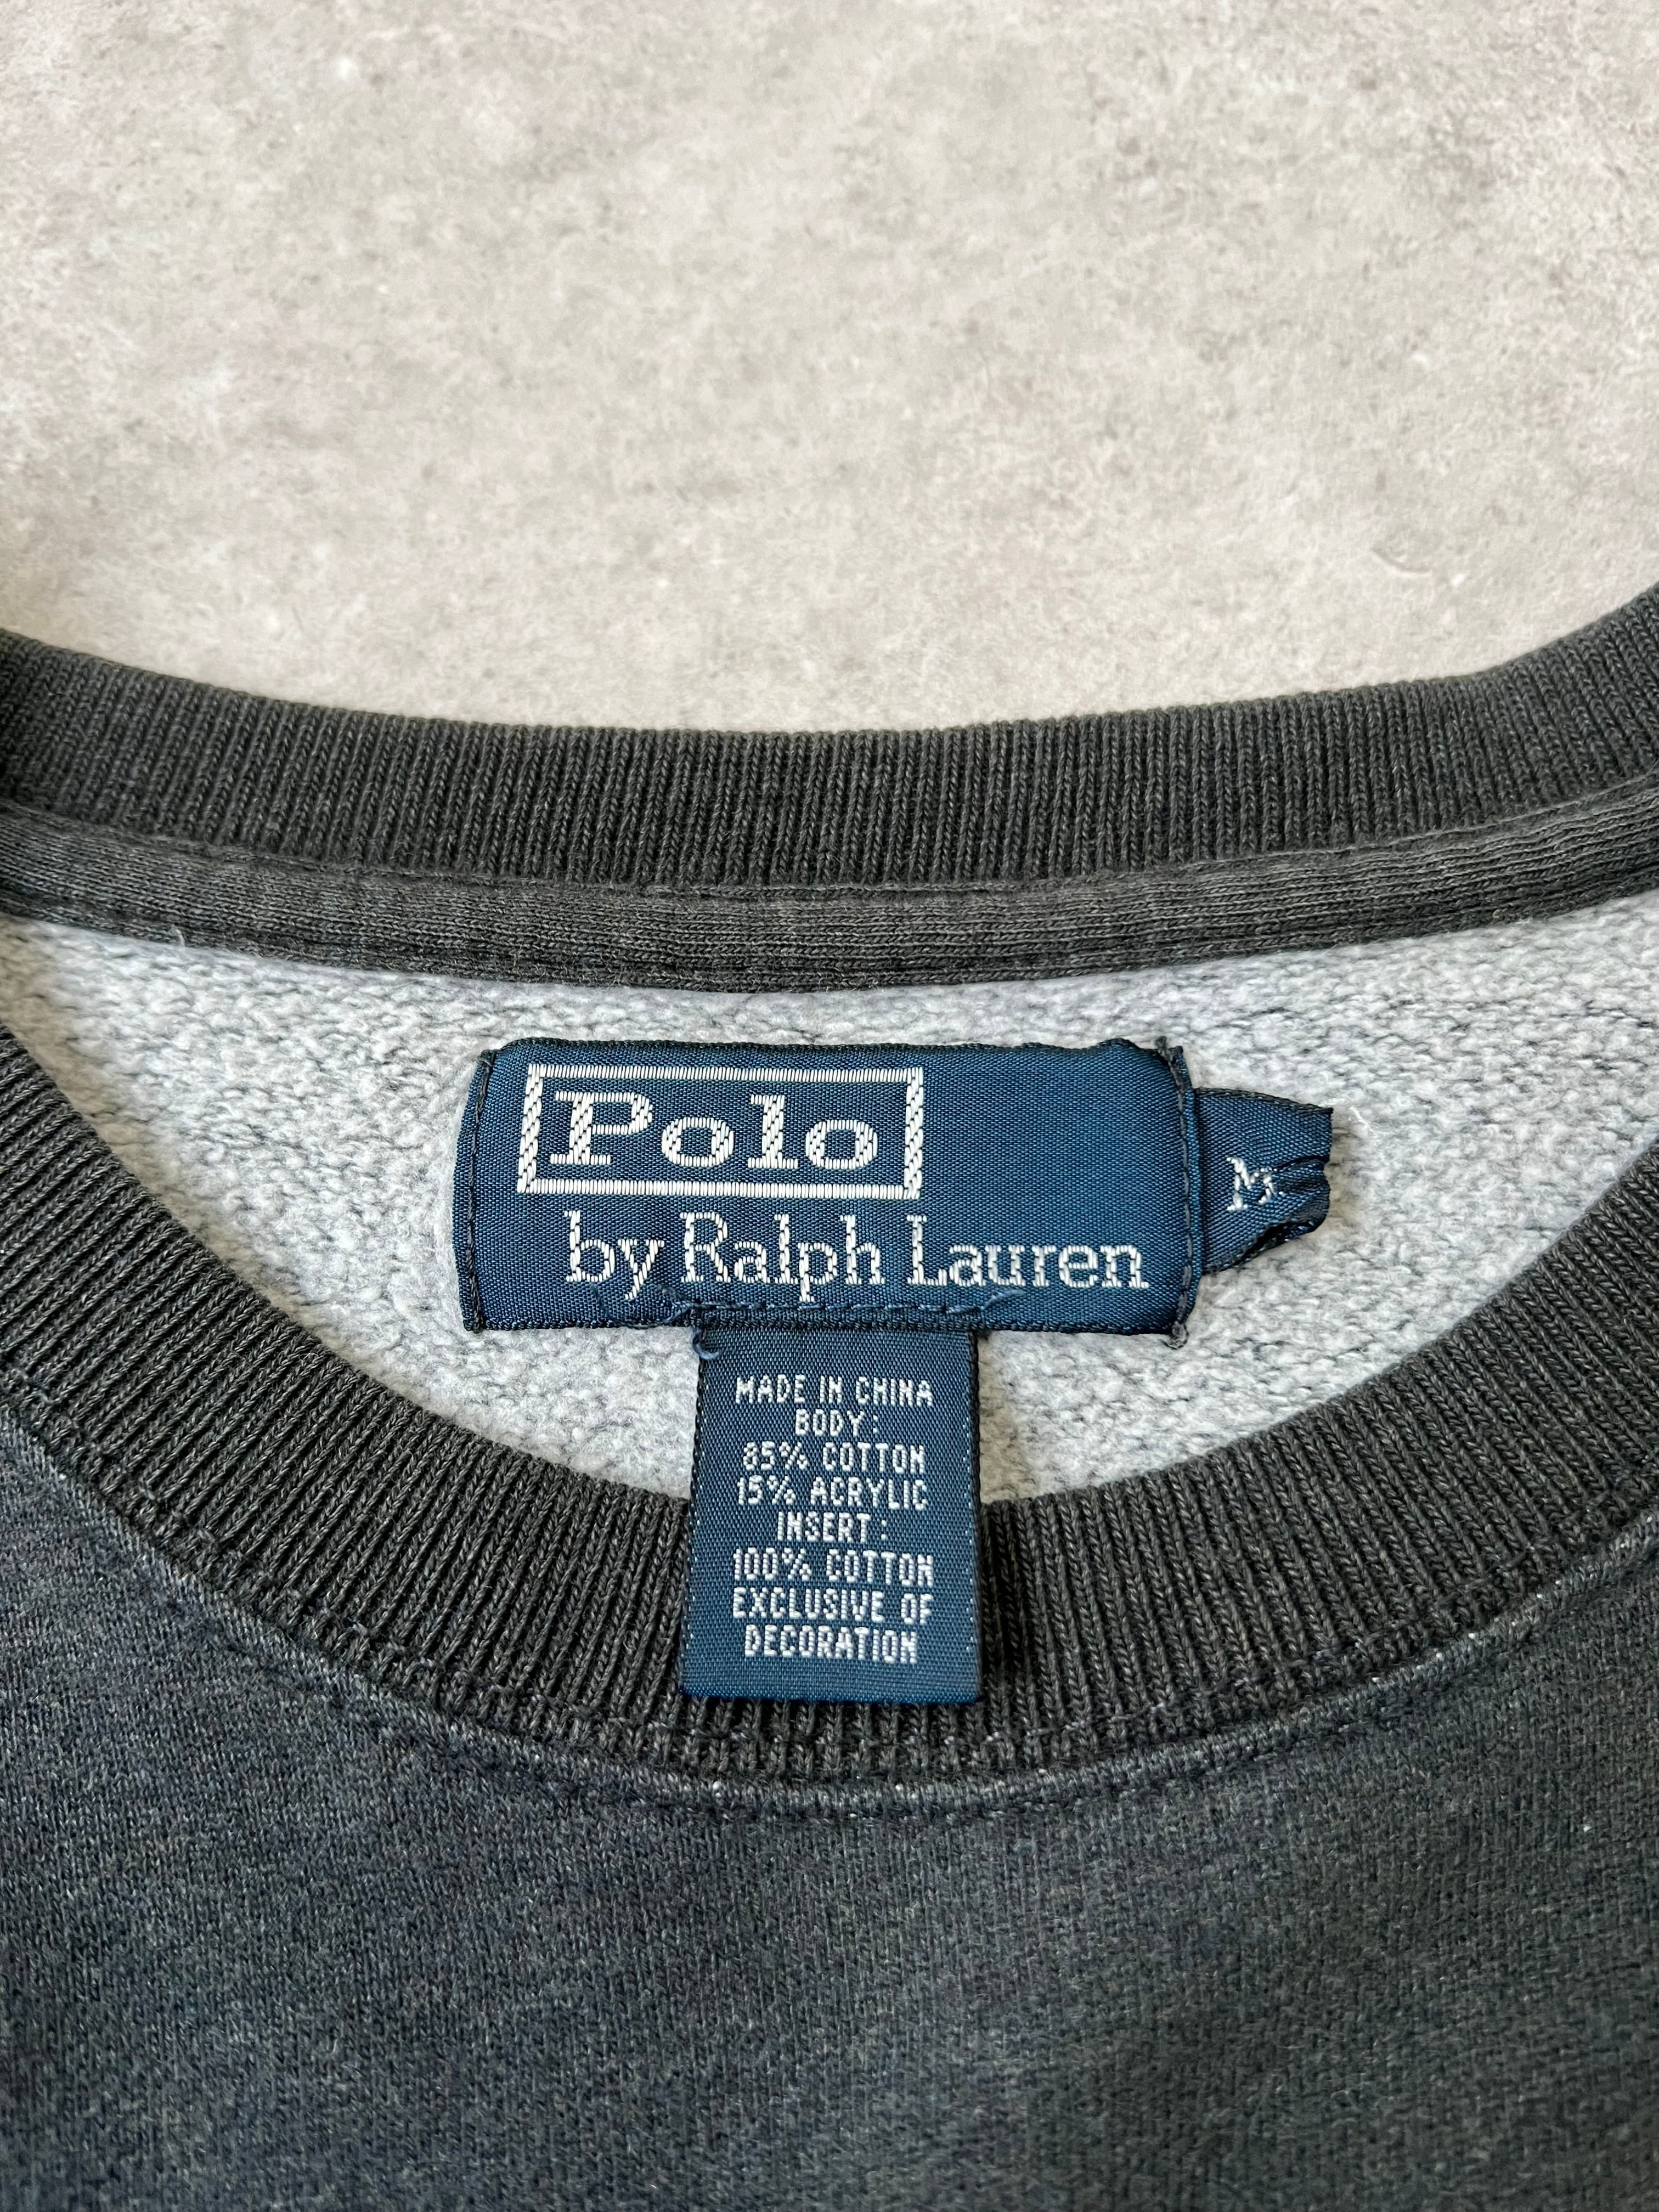 Polo
by Ralph Lauren
M
MADE IN CHINA
BODY:
85% COTTON
15% ACRYLIC
INSERT:
100% COTTON
EXCLUSIVE OF
DECORATION